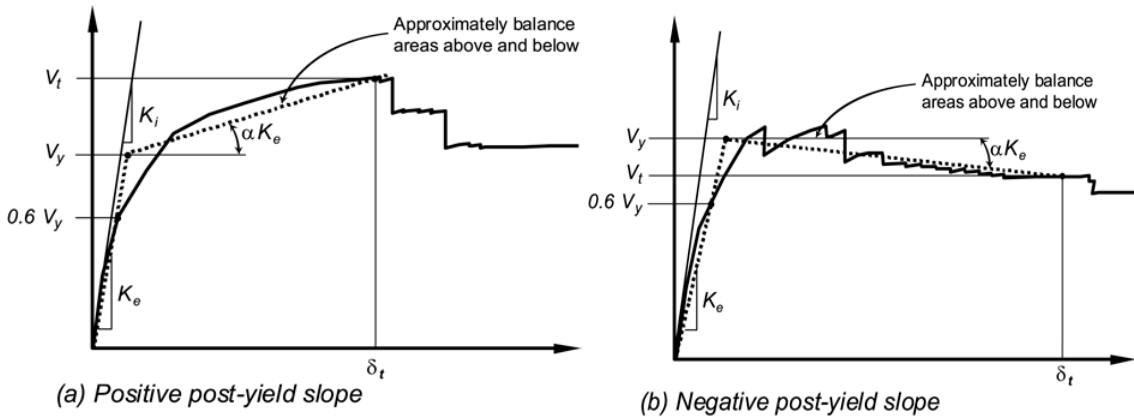 Approximately balance
areas above and below
V_t
K_i
αK_e
V_y
0.6 V_y
K_e
δ_t
(a) Positive post-yield slope
Approximately balance
areas above and below
K_i
V_y
αK_e
V_t
0.6 V_y
K_e
δ_t
(b) Negative post-yield slope